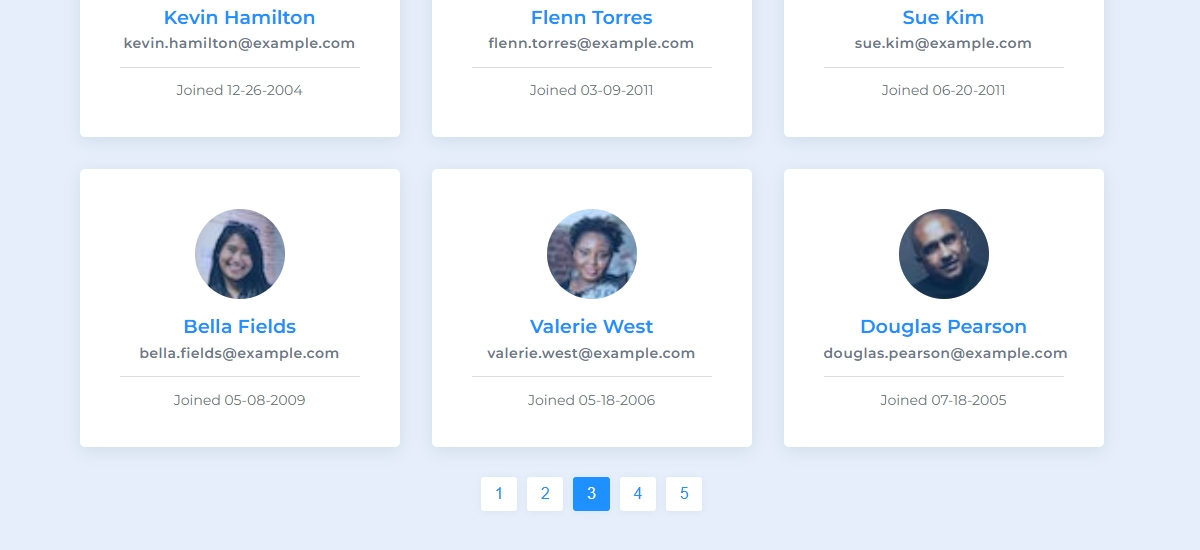 Kevin Hamilton
kevin.hamilton@example.com
Joined 12-26-2004
Flenn Torres
flenn.torres@example.com
Joined 03-09-2011
Sue Kim
sue.kim@example.com
Joined 06-20-2011
Bella Fields
bella.fields@example.com
Joined 05-08-2009
Valerie West
valerie.west@example.com
Joined 05-18-2006
Douglas Pearson
douglas.pearson@example.com
Joined 07-18-2005
1 2 3 4 5